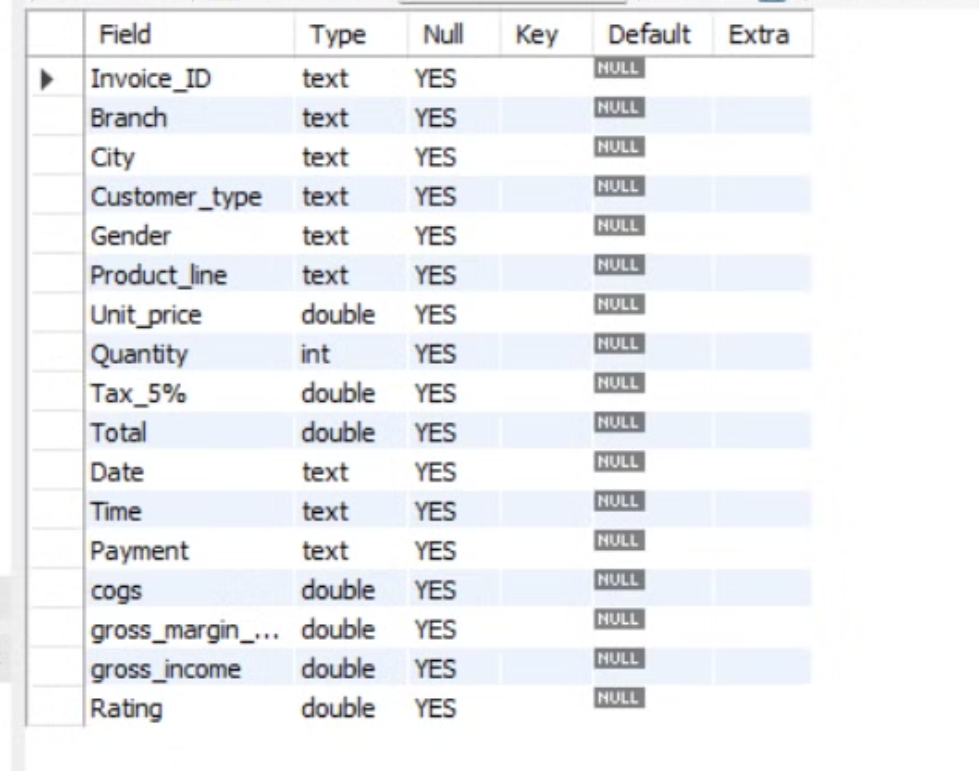 Field Type Null Key Default Extra
Invoice_ID text YES NULL
Branch text YES NULL
City text YES NULL
Customer_type text YES NULL
Gender text YES NULL
Product_line text YES NULL
Unit_price double YES NULL
Quantity int YES NULL
Tax_5% double YES NULL
Total double YES NULL
Date text YES NULL
Time text YES NULL
Payment text YES NULL
cogs double YES NULL
gross_margin_... double YES NULL
gross_income double YES NULL
Rating double YES NULL